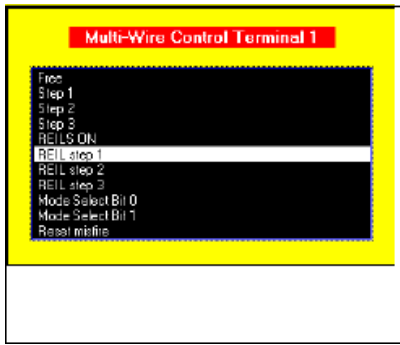 Multi-Wire Control Terminal 1
Free
Step 1
Step 2
Step 3
REILS ON
REIL step 1
REIL step 2
REIL step 3
Mode Select Bit 0
Mode Select Bit 1
Reset misfire